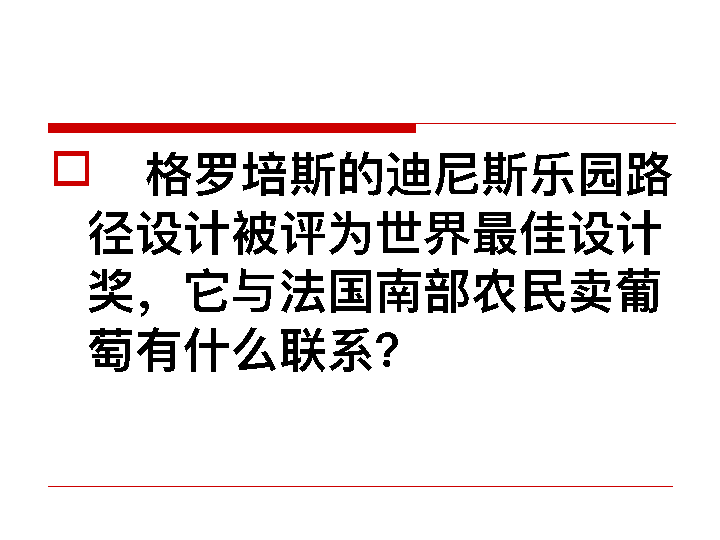 格罗培斯的迪尼斯乐园路
径设计被评为世界最佳设计
奖，它与法国南部农民卖葡
萄有什么联系？